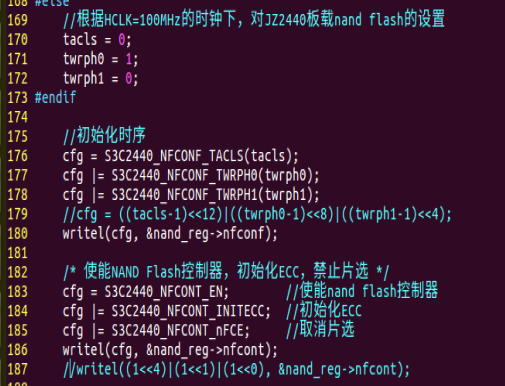 168 #else
169     //根据HCLK=100MHz的时钟下，对JZ2440板载nand flash的设置
170     tacls = 0;
171     twrph0 = 1;
172     twrph1 = 0;
173 #endif
174
175     //初始化时序
176     cfg = S3C2440_NFCONF_TACLS(tacls);
177     cfg |= S3C2440_NFCONF_TWRPH0(twrph0);
178     cfg |= S3C2440_NFCONF_TWRPH1(twrph1);
179     //cfg = ((tacls-1)<<12)|((twrph0-1)<<8)|((twrph1-1)<<4);
180     writel(cfg, &nand_reg->nfconf);
181
182     /* 使能NAND Flash控制器，初始化ECC，禁止片选 */
183     cfg = S3C2440_NFCONT_EN;        //使能nand flash控制器
184     cfg |= S3C2440_NFCONT_INITECC;  //初始化ECC
185     cfg |= S3C2440_NFCONT_nFCE;     //取消片选
186     writel(cfg, &nand_reg->nfcont);
187     //writel((1<<4)|(1<<1)|(1<<0), &nand_reg->nfcont);